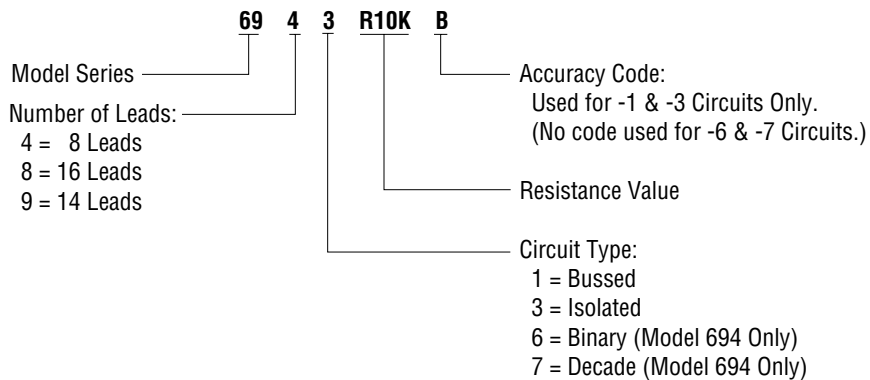 69 4 3 R10K B
Model Series
Number of Leads:
4 = 8 Leads
8 = 16 Leads
9 = 14 Leads
Accuracy Code:
Used for -1 & -3 Circuits Only.
(No code used for -6 & -7 Circuits.)
Resistance Value
Circuit Type:
1 = Bussed
3 = Isolated
6 = Binary (Model 694 Only)
7 = Decade (Model 694 Only)